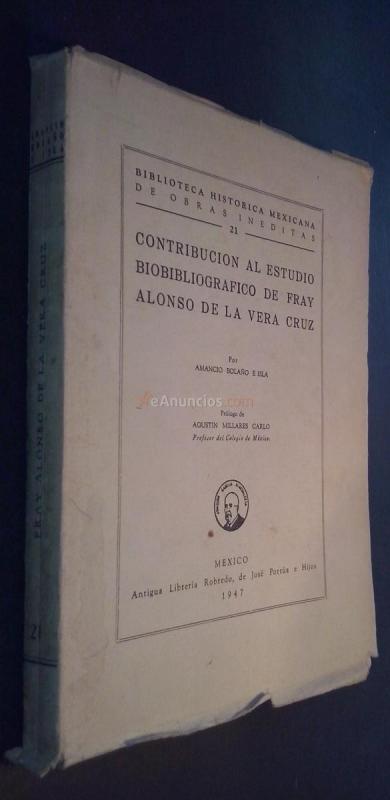 BIBLIOTECA HISTORICA MEXICANA
DE OBRAS INEDITAS
21
CONTRIBUCION AL ESTUDIO
BIOBIBLIOGRAFICO DE FRAY
ALONSO DE LA VERA CRUZ
Por
AMANCIO BOLAÑO E ISLA
eAnuncios.com
Prólogo de
AGUSTIN MILLARES CARLO
Profesor del Colegio de México
MEXICO
Antigua Librería Robredo, de José Porrúa e Hijos
1947
FRAY ALONSO DE LA VERA CRUZ
21